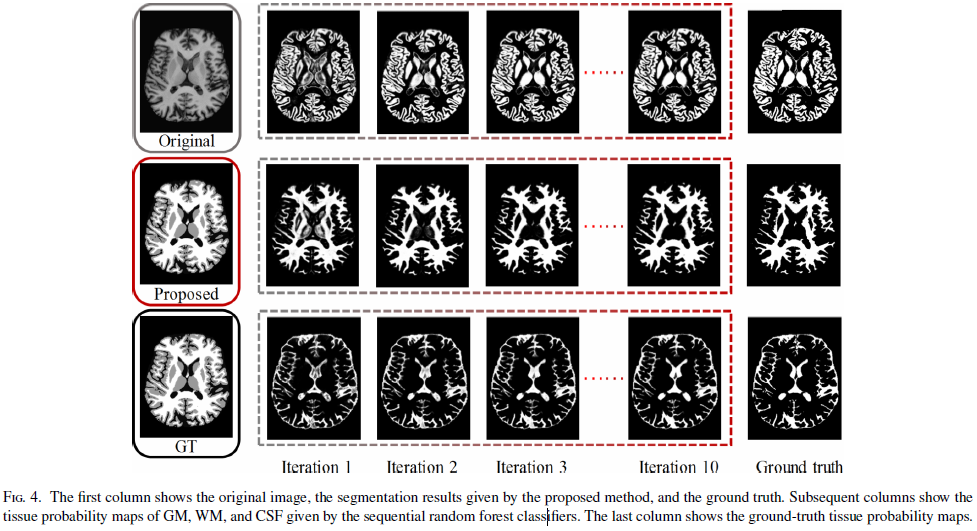 Original
Proposed
GT
Iteration 1 Iteration 2 Iteration 3 Iteration 10 Ground truth
FIG. 4. The first column shows the original image, the segmentation results given by the proposed method, and the ground truth. Subsequent columns show the
tissue probability maps of GM, WM, and CSF given by the sequential random forest classifiers. The last column shows the ground-truth tissue probability maps.